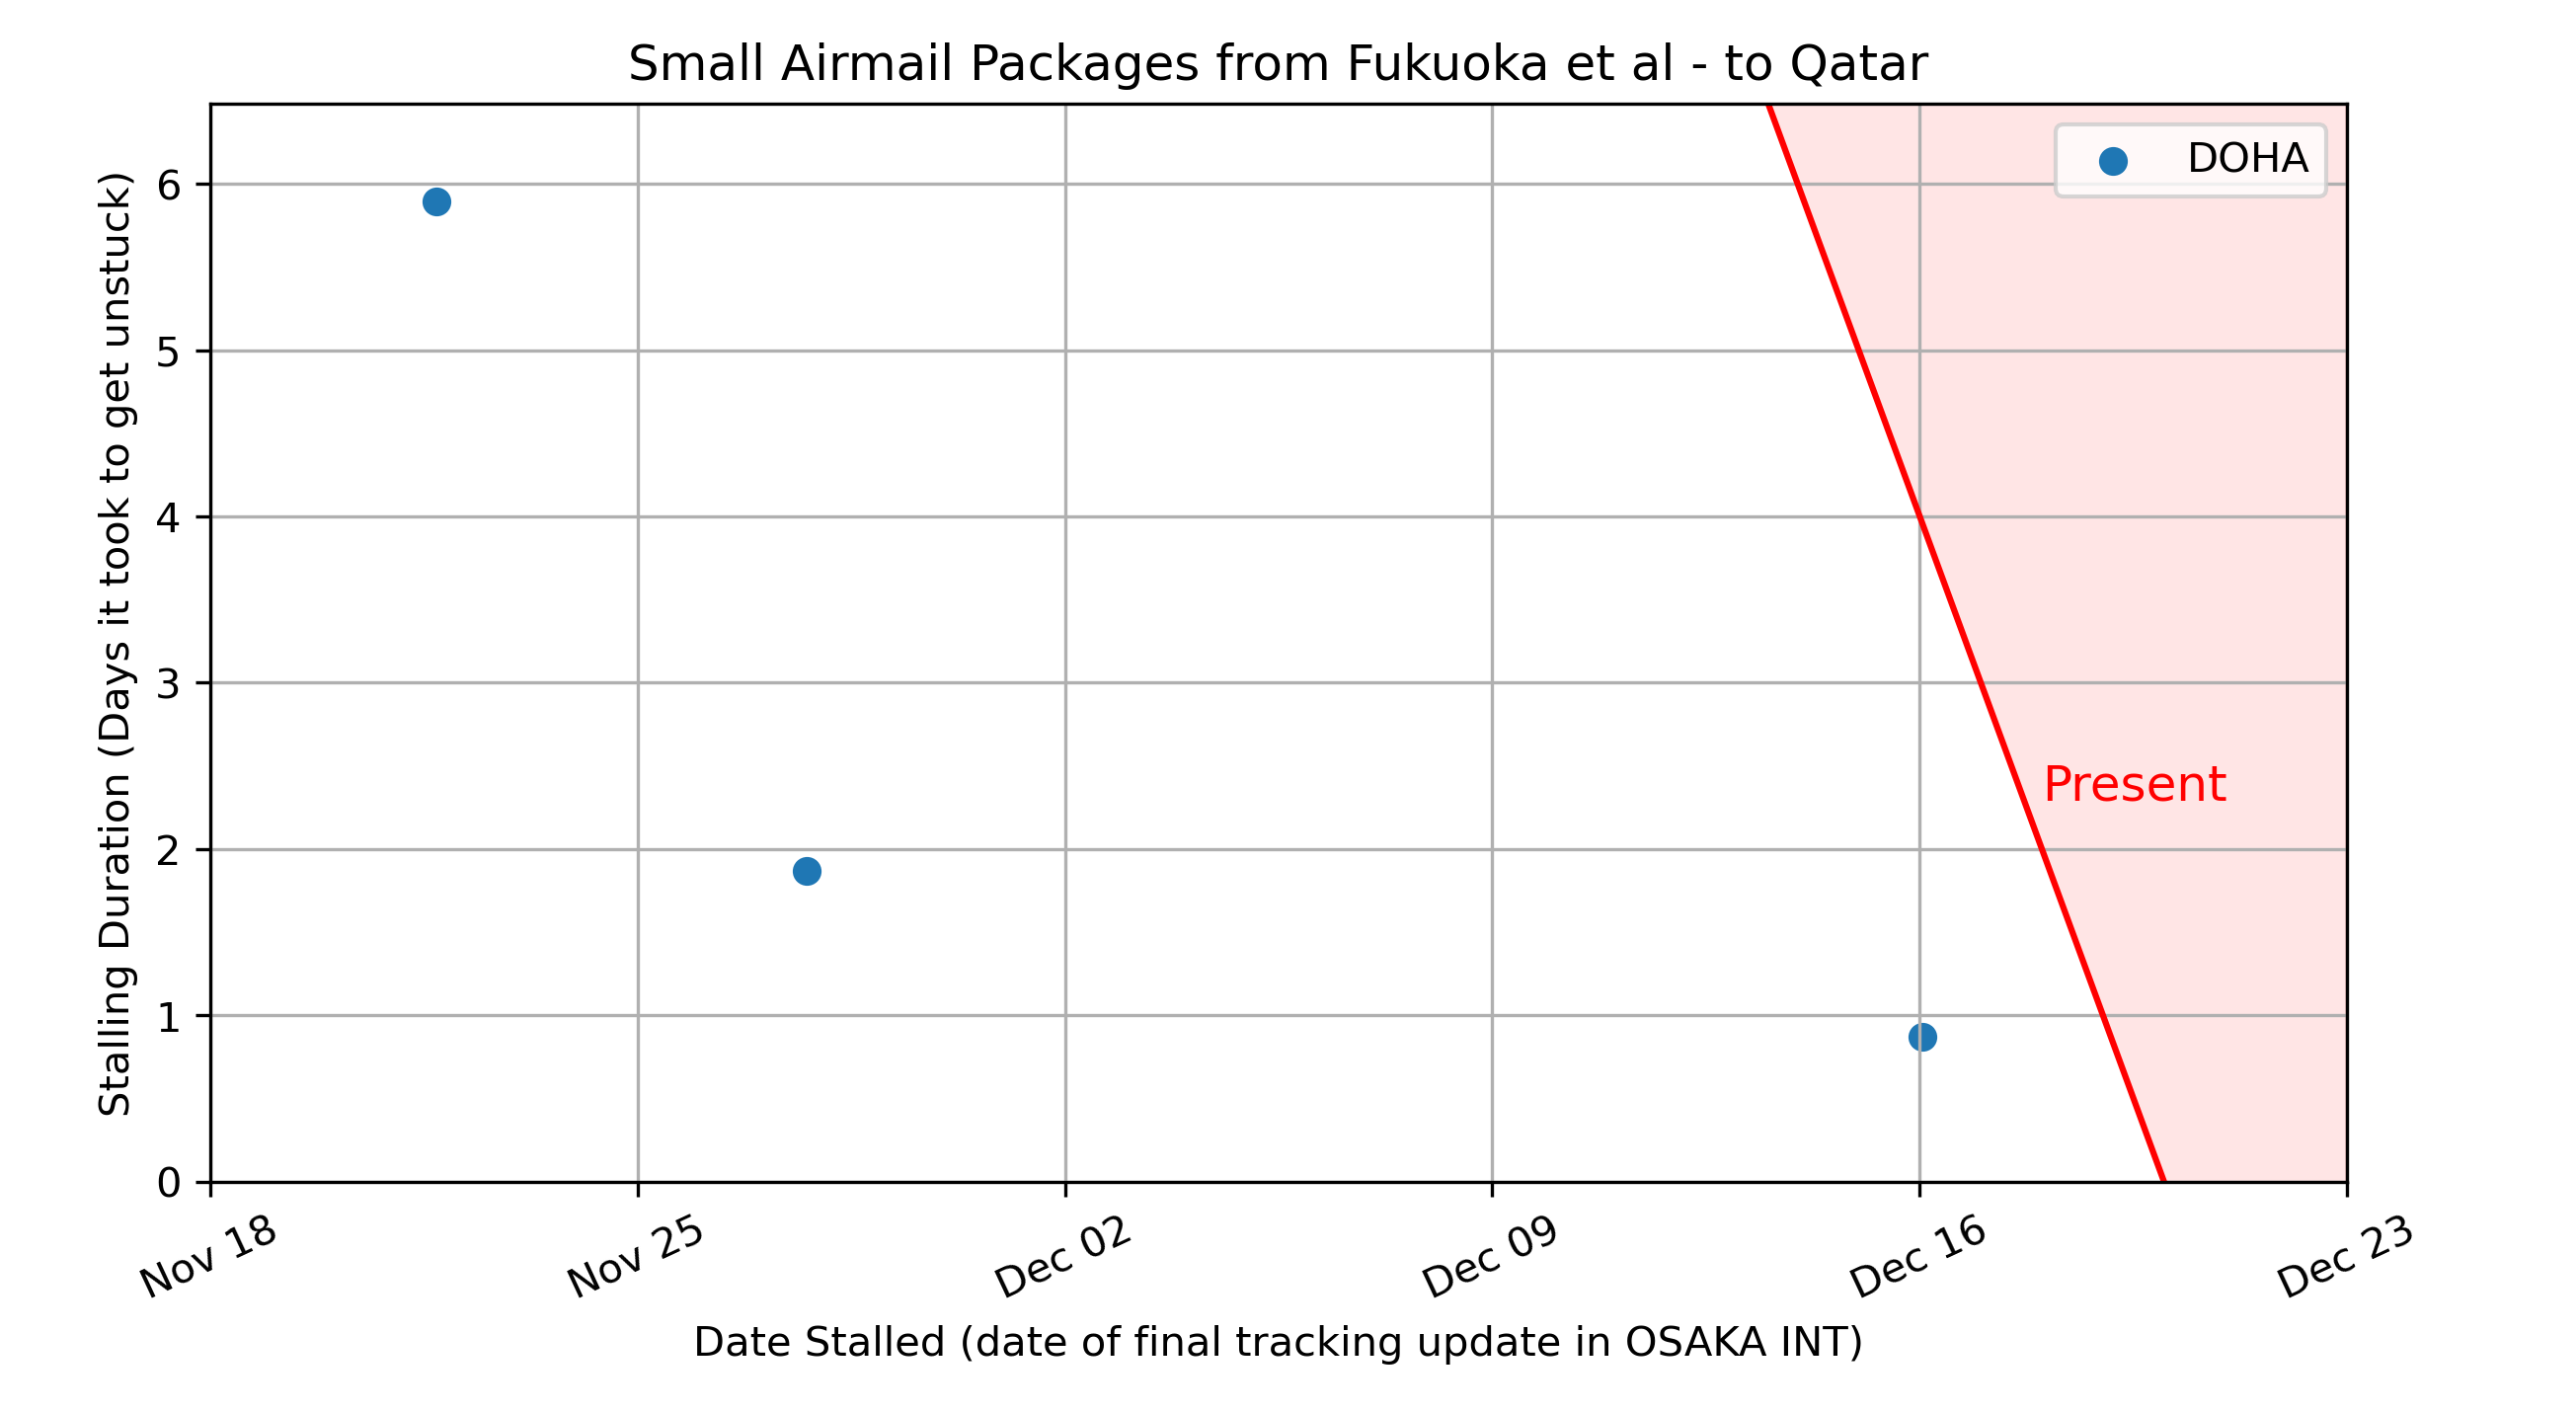 Small Airmail Packages from Fukuoka et al - to Qatar
DOHA
Stalling Duration (Days it took to get unstuck)
6
5
4
3
2
1
0
Present
Nov 18
Nov 25
Dec 02
Dec 09
Dec 16
Dec 23
Date Stalled (date of final tracking update in OSAKA INT)